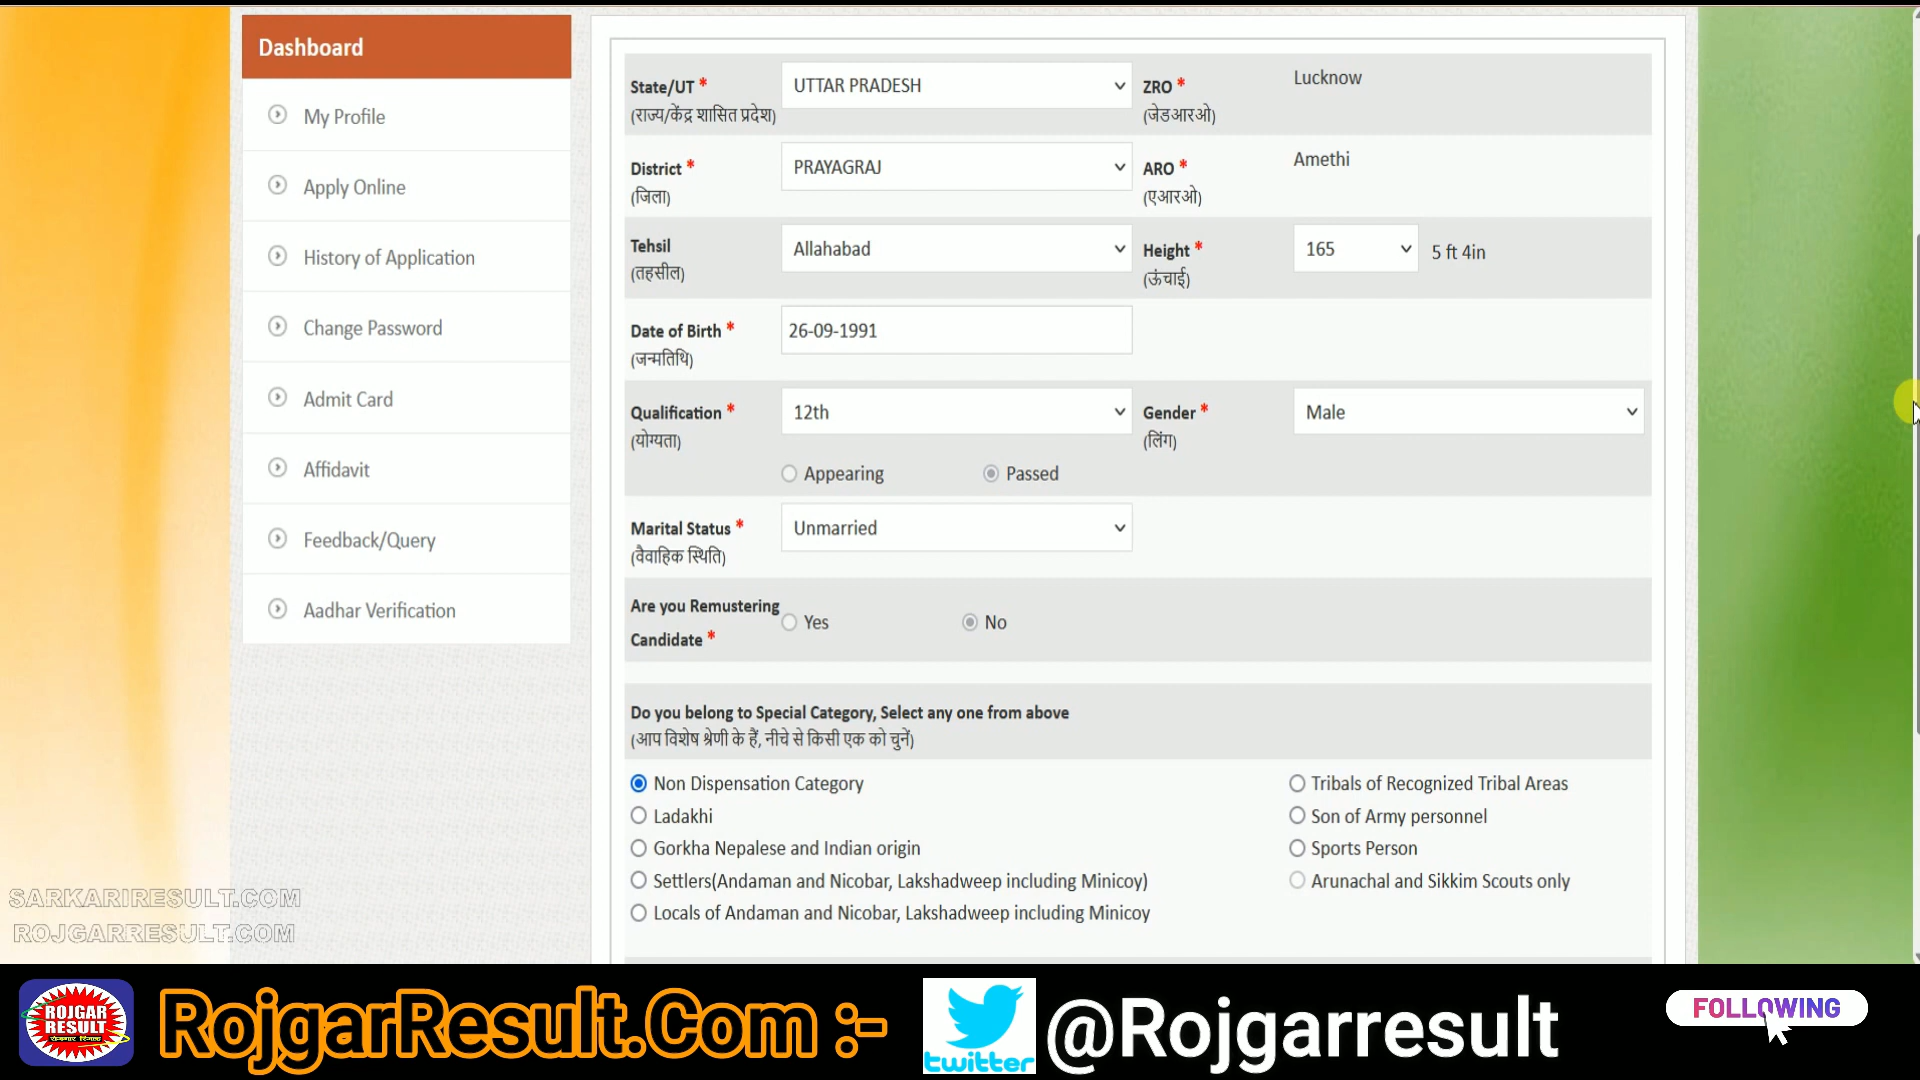 Dashboard
My Profile
Apply Online
History of Application
Change Password
Admit Card
Affidavit
Feedback/Query
Aadhar Verification
State/UT *
(राज्य/केंद्र शासित प्रदेश)
UTTAR PRADESH
ZRO *
(जेडआरओ)
Lucknow
District *
(जिला)
PRAYAGRAJ
ARO *
(एआरओ)
Amethi
Tehsil
(तहसील)
Allahabad
Height *
(ऊंचाई)
165
5 ft 4in
Date of Birth *
(जन्मतिथि)
26-09-1991
Qualification *
(योग्यता)
12th
Gender *
(लिंग)
Male
Appearing
Passed
Marital Status *
(वैवाहिक स्थिति)
Unmarried
Are you Remustering
Candidate *
Yes
No
Do you belong to Special Category, Select any one from above
(आप विशेष श्रेणी के हैं, नीचे से किसी एक को चुनें)
Non Dispensation Category
Tribals of Recognized Tribal Areas
Ladakhi
Son of Army personnel
Gorkha Nepalese and Indian origin
Sports Person
Settlers(Andaman and Nicobar, Lakshadweep including Minicoy)
Arunachal and Sikkim Scouts only
Locals of Andaman and Nicobar, Lakshadweep including Minicoy
SARKARIRESULT.COM
ROJGARRESULT.COM
ROJGAR
RESULT
RojgarResult.Com :-
twitter
@Rojgarresult
FOLLOWING